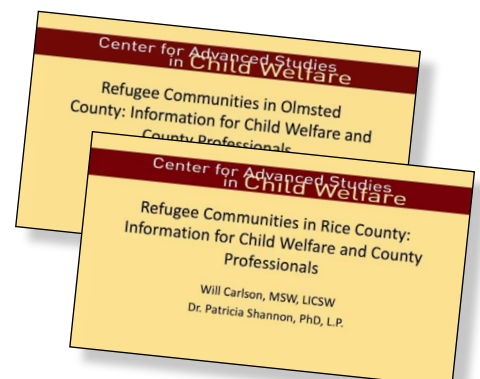 Center for Advanced Studies
in Child Welfare
Refugee Communities in Olmsted
County: Information for Child Welfare and
County Professionals
Center for Advanced Studies
in Child Welfare
Refugee Communities in Rice County:
Information for Child Welfare and County
Professionals
Will Carlson, MSW, LICSW
Dr. Patricia Shannon, PhD, L.P.